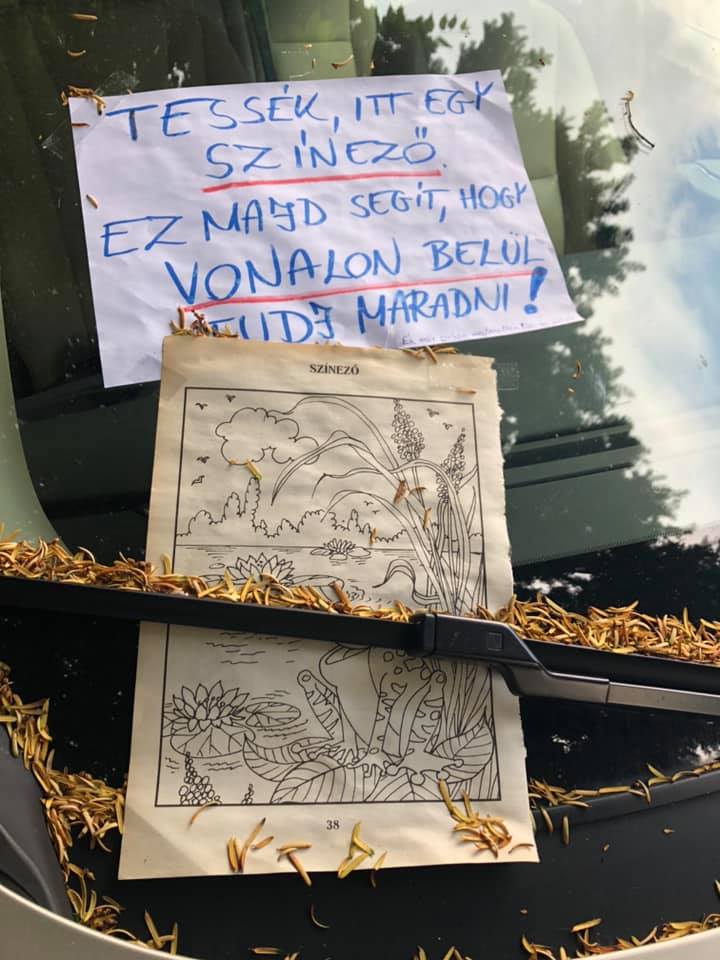 TESSÉK, ITT EGY
SZÍNEZŐ.
EZ MAJD SEGÍT, HOGY
VONALON BELÜL
TUDJ MARADNI!
SZÍNEZŐ
38